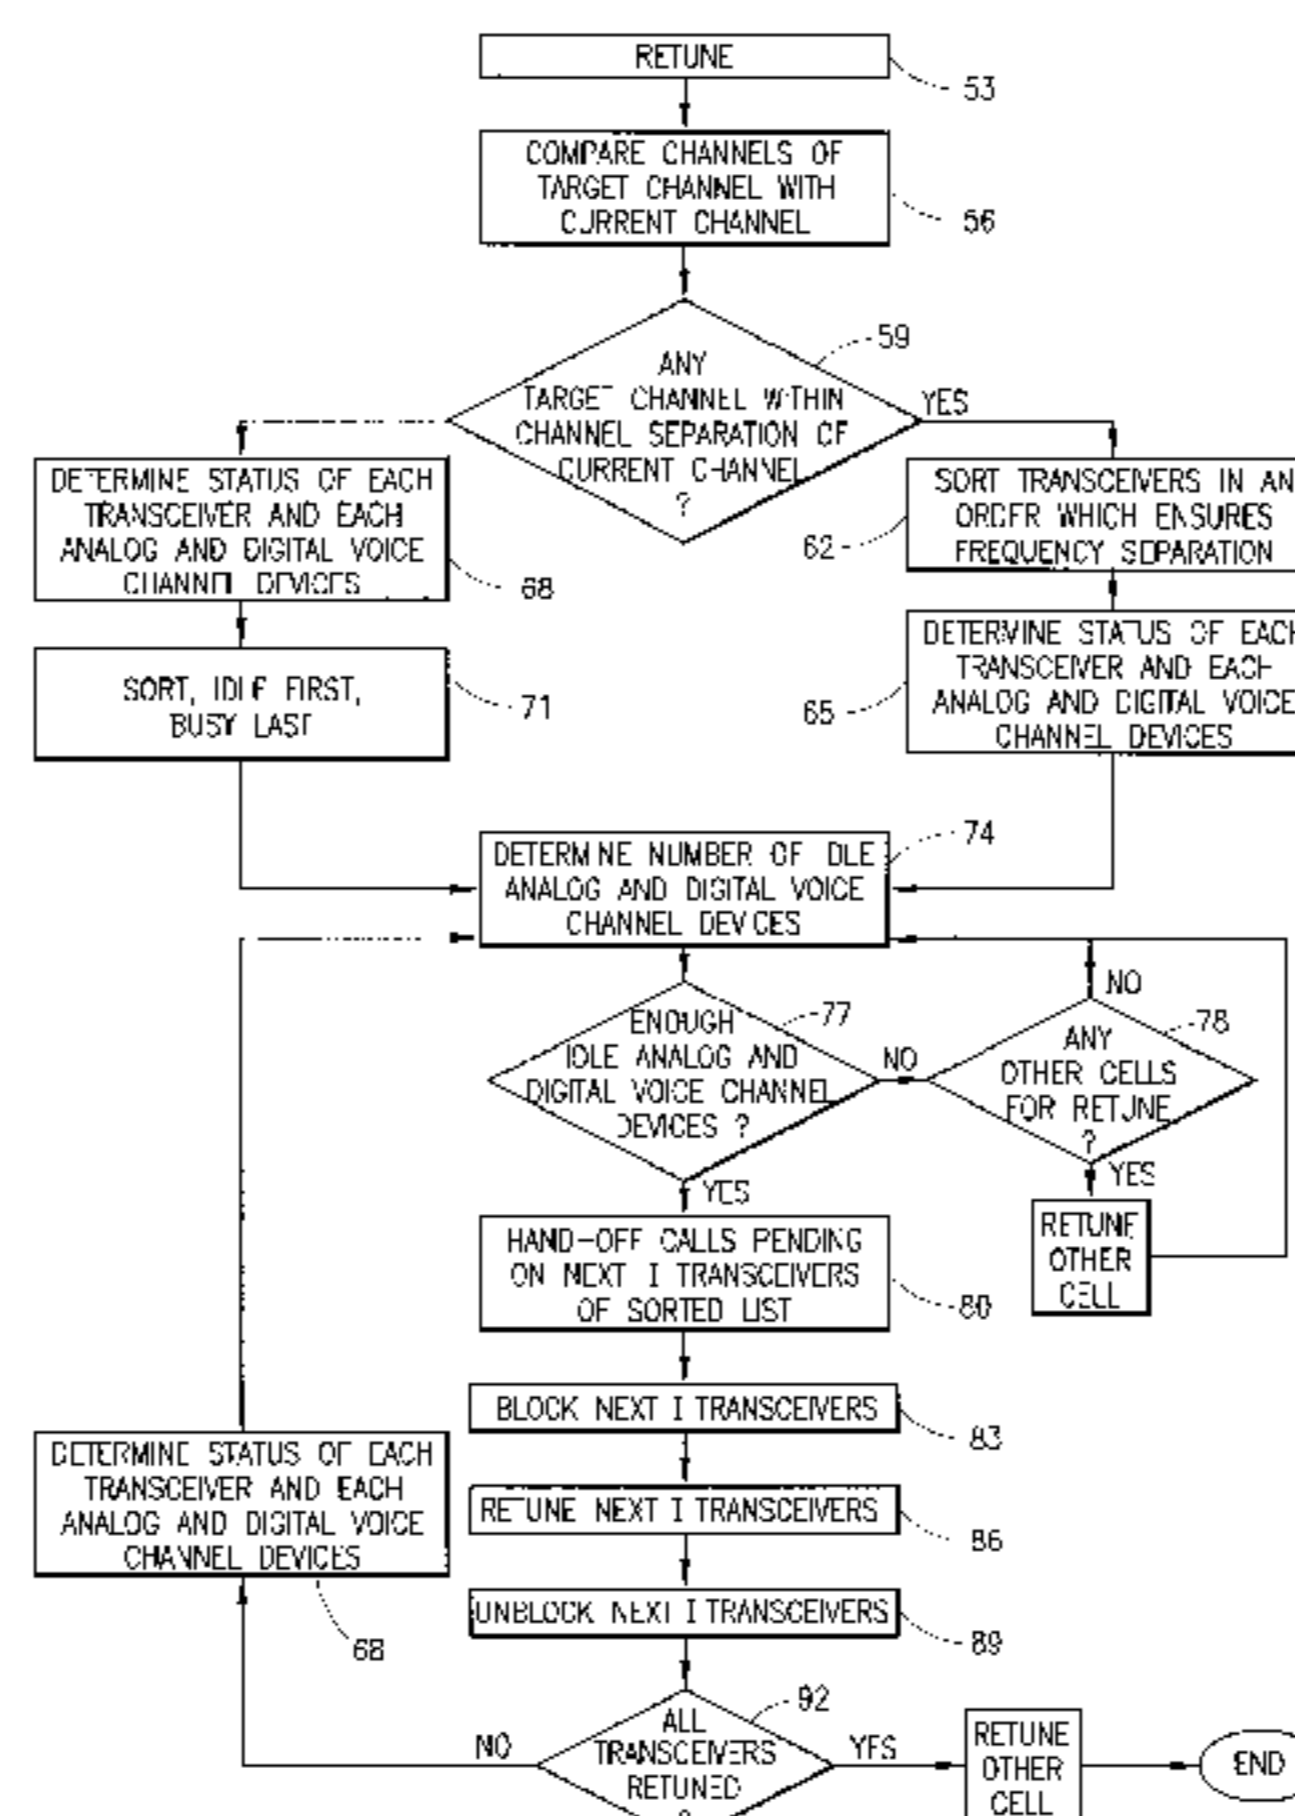 RETUNE
53
COMPARE CHANNELS OF
TARGET CHANNEL WITH
CURRENT CHANNEL
56
59
ANY
TARGET CHANNEL WITHIN
CHANNEL SEPARATION OF
CURRENT CHANNEL
?
YES
DETERMINE STATUS OF EACH
TRANSCEIVER AND EACH
ANALOG AND DIGITAL VOICE
CHANNEL DEVICES
68
SORT TRANSCEIVERS IN AN
ORDER WHICH ENSURES
FREQUENCY SEPARATION
62
SORT, IDLE FIRST,
BUSY LAST
71
DETERMINE STATUS OF EACH
TRANSCEIVER AND EACH
ANALOG AND DIGITAL VOICE
CHANNEL DEVICES
65
DETERMINE NUMBER OF IDLE
ANALOG AND DIGITAL VOICE
CHANNEL DEVICES
74
ENOUGH
IDLE ANALOG AND
DIGITAL VOICE CHANNEL
DEVICES ?
77
NO
YES
ANY
OTHER CELLS
FOR RETUNE
?
78
NO
YES
RETUNE
OTHER
CELL
HAND-OFF CALLS PENDING
ON NEXT I TRANSCEIVERS
OF SORTED LIST
80
BLOCK NEXT I TRANSCEIVERS
83
RETUNE NEXT I TRANSCEIVERS
86
UNBLOCK NEXT I TRANSCEIVERS
89
DETERMINE STATUS OF EACH
TRANSCEIVER AND EACH
ANALOG AND DIGITAL VOICE
CHANNEL DEVICES
68
92
ALL
TRANSCEIVERS
RETUNED
?
NO
YES
RETUNE
OTHER
CELL
END